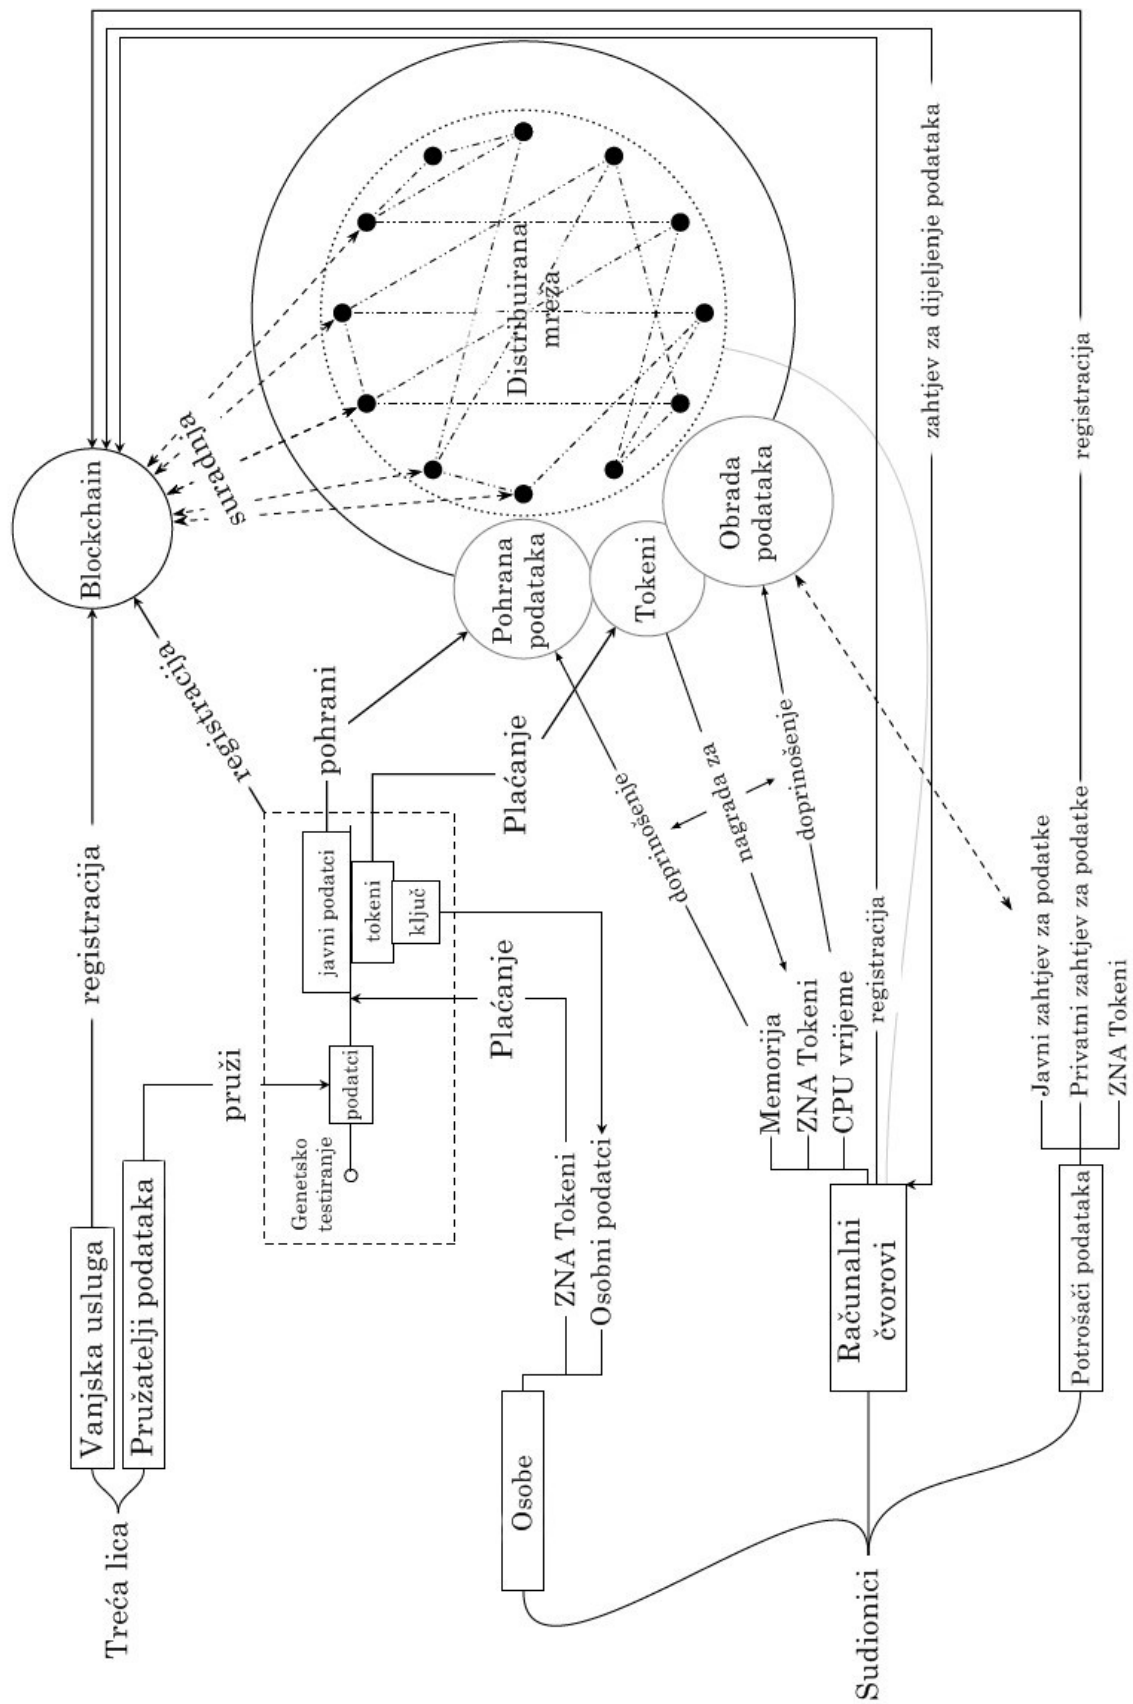 Treća lica
Vanjska usluga
Pružatelji podataka
registracija
Blockchain
pruži
registracija
suradnja
Genetsko
testiranje
podatci
javni podatci
tokeni
ključ
pohrani
Plaćanje
Plaćanje
Distribuirana
mreža
Pohrana
podataka
Tokeni
Obrada
podataka
Osobe
ZNA Tokeni
Osobni podatci
doprinošenje
nagrada za
doprinošenje
Memorija
ZNA Tokeni
CPU vrijeme
registracija
Računalni
čvorovi
zahtjev za dijeljenje podataka
Sudionici
Potrošači podataka
Javni zahtjev za podatke
Privatni zahtjev za podatke
ZNA Tokeni
registracija